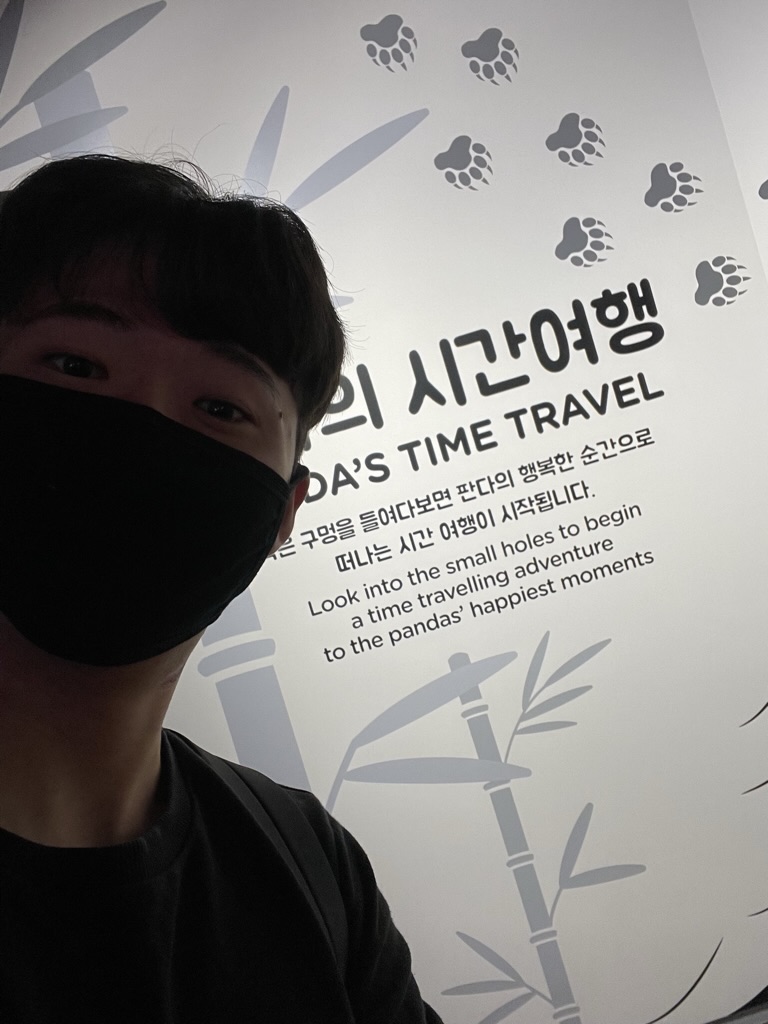 의 시간여행
DA'S TIME TRAVEL
구멍을 들여다보면 판다의 행복한 순간으로
떠나는 시간 여행이 시작됩니다.
Look into the small holes to begin
a time travelling adventure
to the pandas' happiest moments